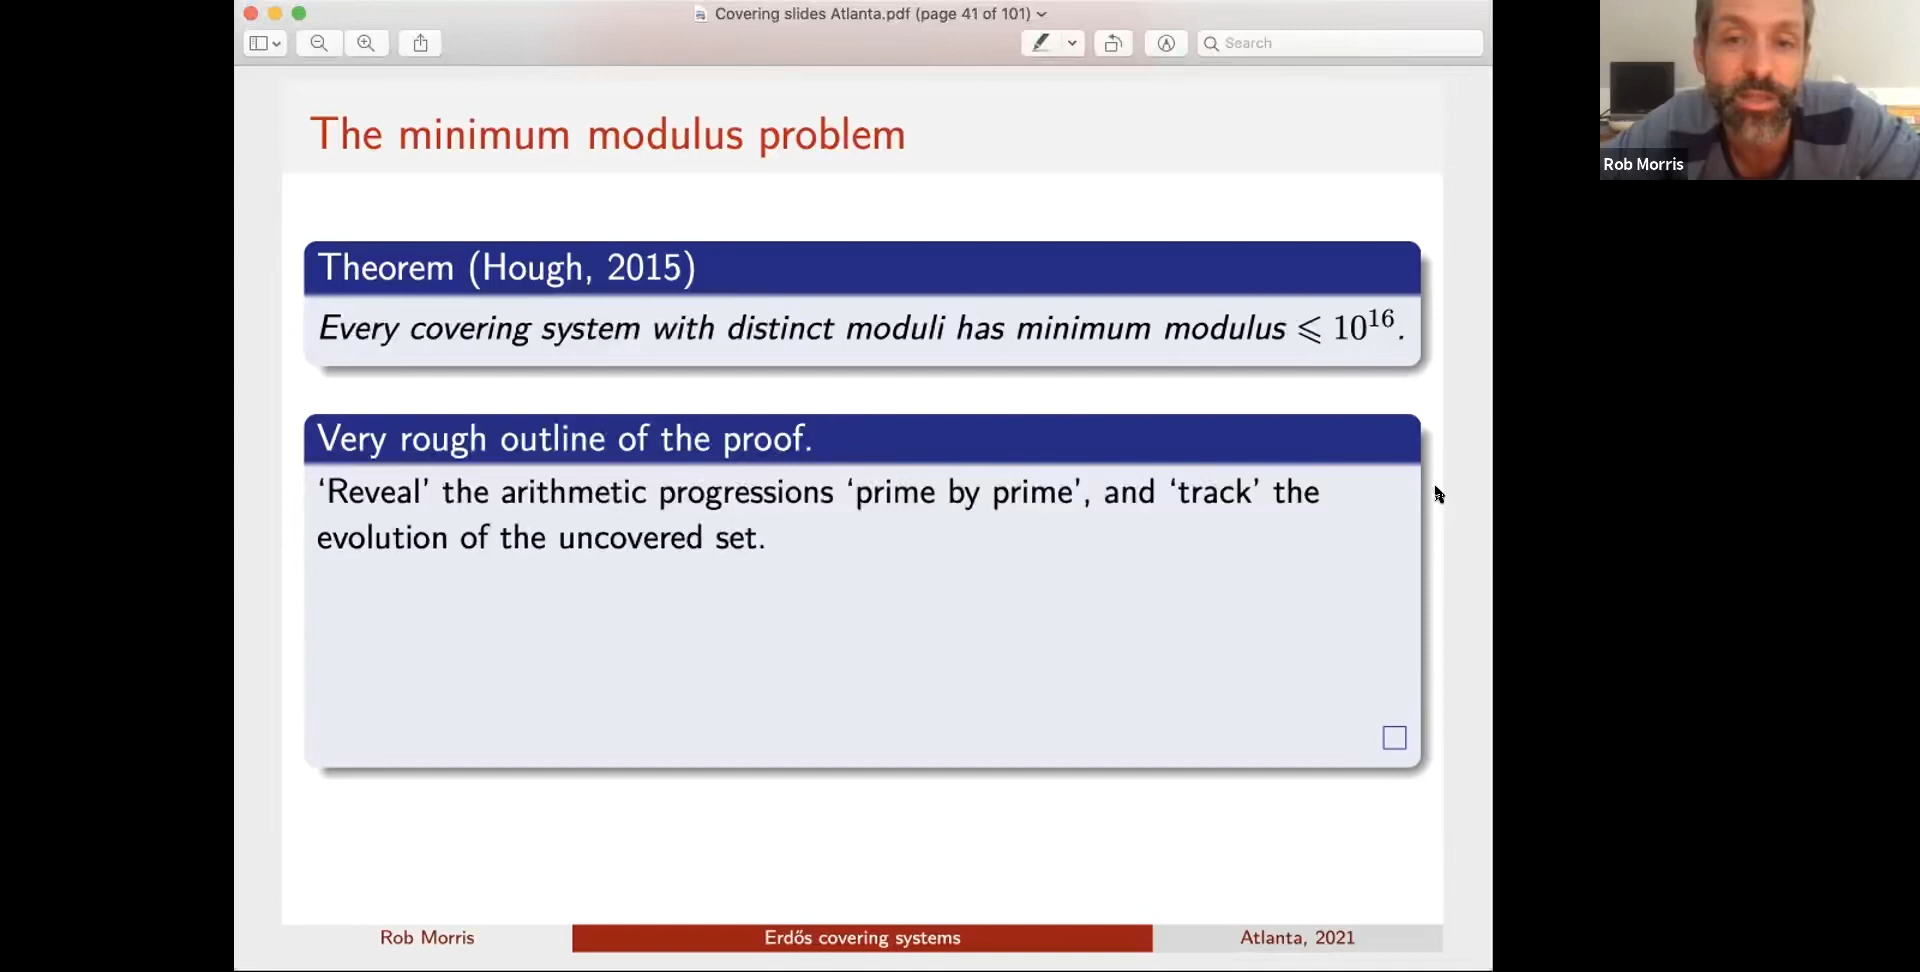 Covering slides Atlanta.pdf (page 41 of 101)
Search
The minimum modulus problem
Theorem (Hough, 2015)
Every covering system with distinct moduli has minimum modulus ⩽ 10¹⁶.
Very rough outline of the proof.
‘Reveal’ the arithmetic progressions ‘prime by prime’, and ‘track’ the
evolution of the uncovered set.
Rob Morris
Erdős covering systems
Atlanta, 2021
Rob Morris